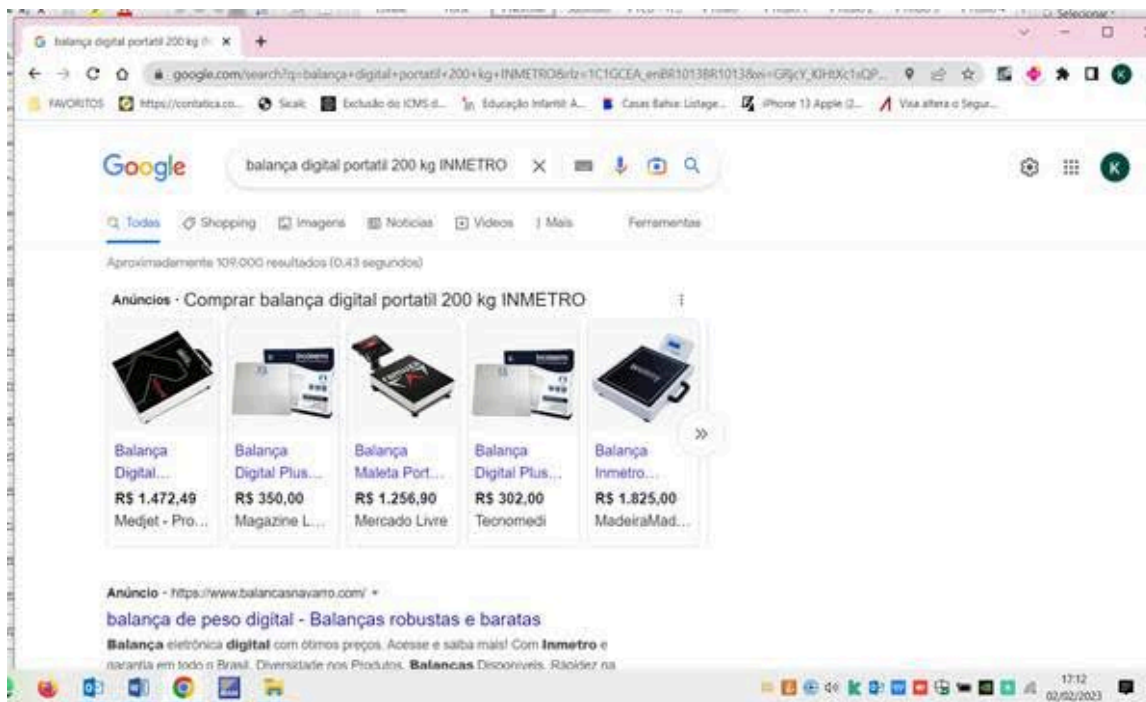 Selecionar
balança digital portatil 200 kg
google.com/search?q=balança+digital+portatil+200+kg+INMETRO&rlz=1C1GCEA_enBR1013BR1013&
FAVORITOS https://contatica.co... Sicalc Exclusão do ICMS d... Educação Infantil: A... Casas Bahia: Listage... iPhone 13 Apple (2... Visa altera o Segur...
Google
balança digital portatil 200 kg INMETRO
K
Todas Shopping Imagens Notícias Vídeos Mais Ferramentas
Aproximadamente 109.000 resultados (0,43 segundos)
Anúncios · Comprar balança digital portatil 200 kg INMETRO
Balança Digital...
R$ 1.472,49
Medjet - Pro...
Balança Digital Plus...
R$ 350,00
Magazine L...
Balança Maleta Port...
R$ 1.256,90
Mercado Livre
Balança Digital Plus...
R$ 302,00
Tecnomedi
Balança Inmetro...
R$ 1.825,00
MadeiraMad...
Anúncio · https://www.balancasnavarro.com/
balança de peso digital - Balanças robustas e baratas
Balança eletrônica digital com ótimos preços. Acesse e saiba mais! Com Inmetro e
garantia em todo o Brasil. Diversidade nos Produtos. Balanças Disponíveis. Rapidez na
17:12
02/02/2023